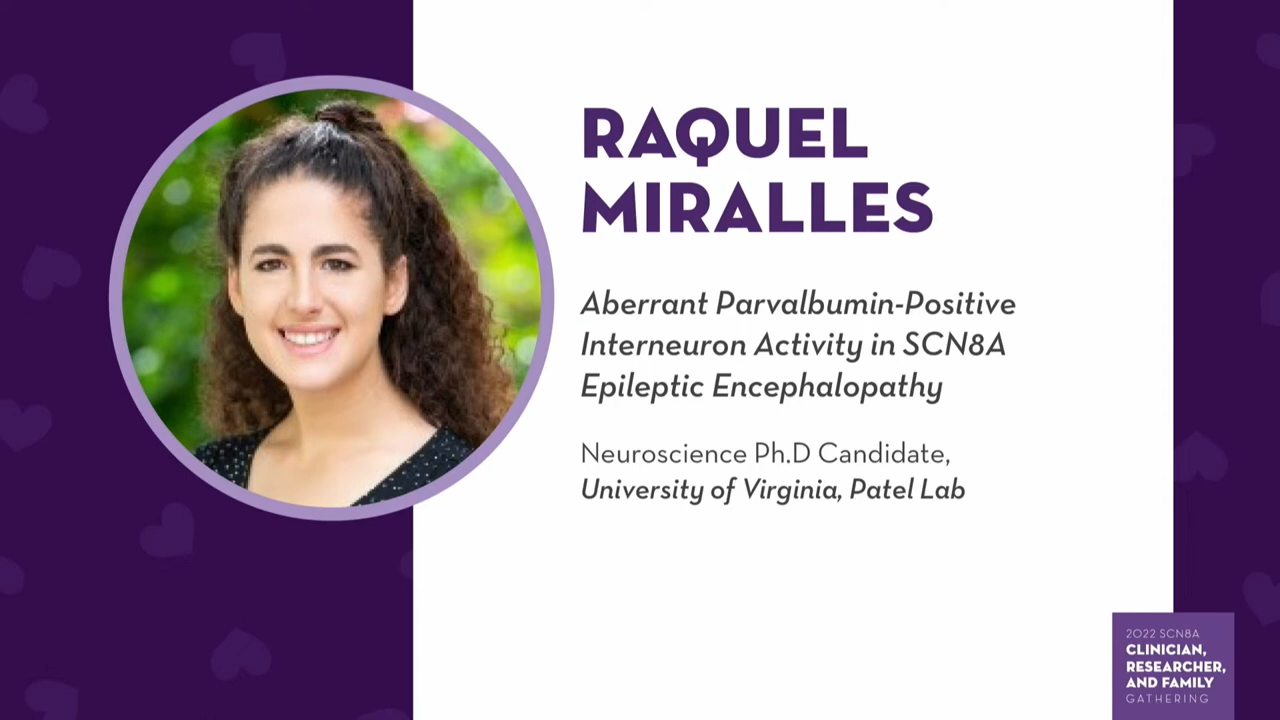 RAQUEL
MIRALLES
Aberrant Parvalbumin-Positive
Interneuron Activity in SCN8A
Epileptic Encephalopathy
Neuroscience Ph.D Candidate,
University of Virginia, Patel Lab
2022 SCN8A
CLINICIAN,
RESEARCHER,
AND FAMILY
GATHERING